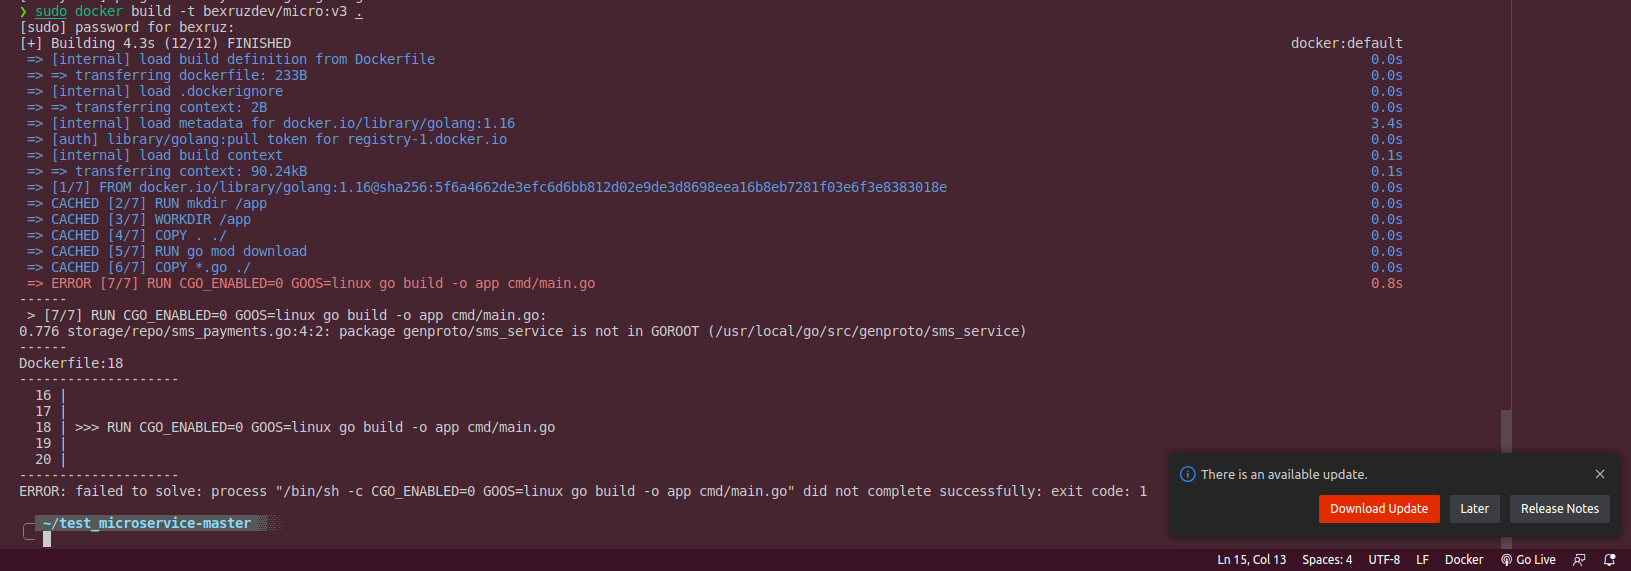 ❯ sudo docker build -t bexruzdev/micro:v3 .
[sudo] password for bexruz:
[+] Building 4.3s (12/12) FINISHED docker:default
=> [internal] load build definition from Dockerfile 0.0s
=> => transferring dockerfile: 233B 0.0s
=> [internal] load .dockerignore 0.0s
=> => transferring context: 2B 0.0s
=> [internal] load metadata for docker.io/library/golang:1.16 3.4s
=> [auth] library/golang:pull token for registry-1.docker.io 0.0s
=> [internal] load build context 0.1s
=> => transferring context: 90.24kB 0.1s
=> [1/7] FROM docker.io/library/golang:1.16@sha256:5f6a4662de3efc6d6bb812d02e9de3d8698eea16b8eb7281f03e6f3e8383018e 0.0s
=> CACHED [2/7] RUN mkdir /app 0.0s
=> CACHED [3/7] WORKDIR /app 0.0s
=> CACHED [4/7] COPY . ./ 0.0s
=> CACHED [5/7] RUN go mod download 0.0s
=> CACHED [6/7] COPY *.go ./ 0.0s
=> ERROR [7/7] RUN CGO_ENABLED=0 GOOS=linux go build -o app cmd/main.go 0.8s
------
> [7/7] RUN CGO_ENABLED=0 GOOS=linux go build -o app cmd/main.go:
0.776 storage/repo/sms_payments.go:4:2: package genproto/sms_service is not in GOROOT (/usr/local/go/src/genproto/sms_service)
------
Dockerfile:18
--------------------
16 |
17 |
18 | >>> RUN CGO_ENABLED=0 GOOS=linux go build -o app cmd/main.go
19 |
20 |
--------------------
ERROR: failed to solve: process "/bin/sh -c CGO_ENABLED=0 GOOS=linux go build -o app cmd/main.go" did not complete successfully: exit code: 1
~/test_microservice-master
There is an available update.
Download Update Later Release Notes
Ln 15, Col 13 Spaces: 4 UTF-8 LF Docker Go Live